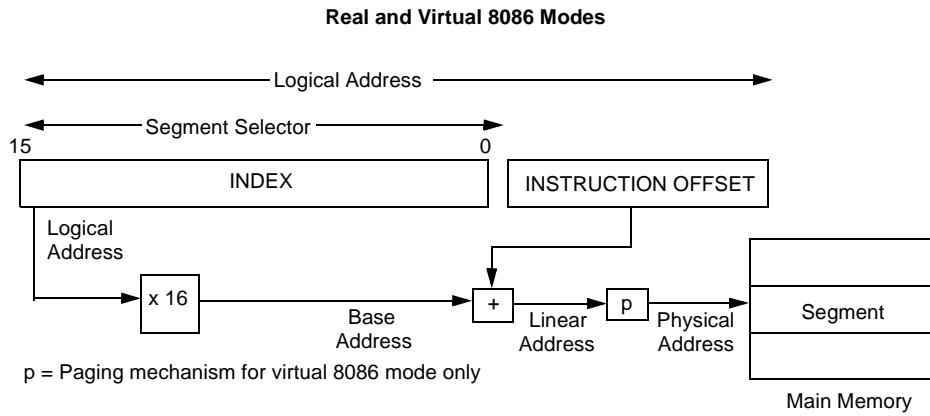 Real and Virtual 8086 Modes
Logical Address
Segment Selector
15
0
INDEX
INSTRUCTION OFFSET
Logical
Address
x 16
+
p
Segment
Base
Address
Linear
Address
Physical
Address
p = Paging mechanism for virtual 8086 mode only
Main Memory